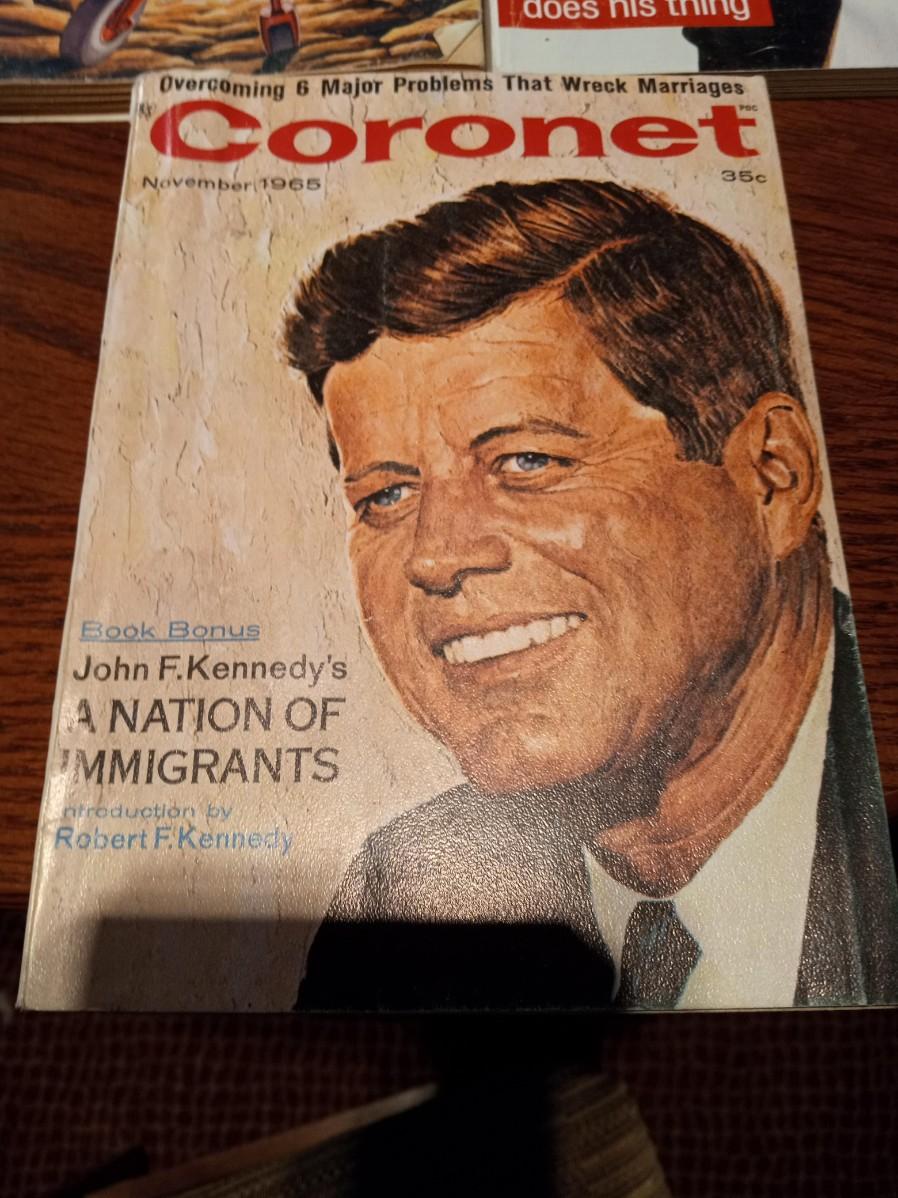 does his thing
Overcoming 6 Major Problems That Wreck Marriages
Coronet
PDC
November, 1965
35c
Book Bonus
John F. Kennedy's
A NATION OF
IMMIGRANTS
Introduction by
Robert F. Kennedy